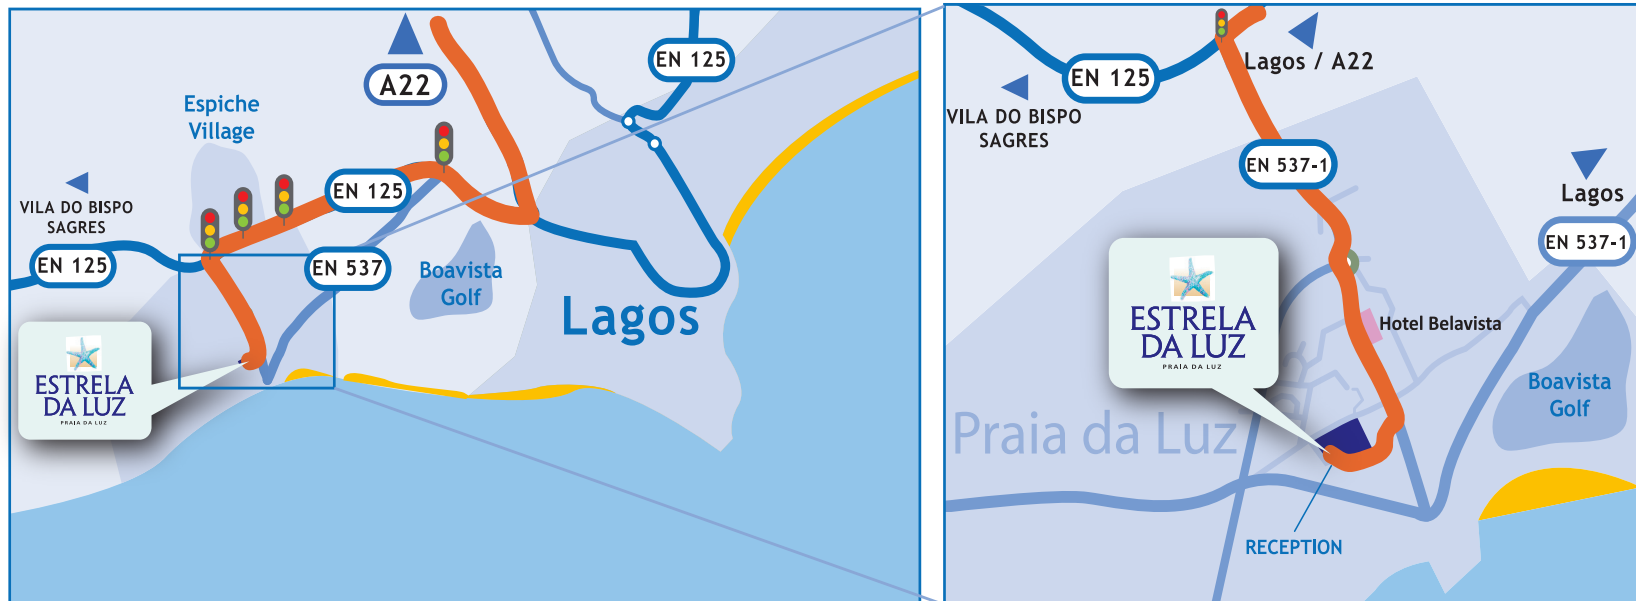 A22
EN 125
Espiche
Village
EN 125
VILA DO BISPO
SAGRES
EN 125
EN 537
Boavista
Golf
Lagos
ESTRELA
DA LUZ
PRAIA DA LUZ
Lagos / A22
EN 125
VILA DO BISPO
SAGRES
EN 537-1
Lagos
EN 537-1
ESTRELA
DA LUZ
PRAIA DA LUZ
Hotel Belavista
Boavista
Golf
Praia da Luz
RECEPTION